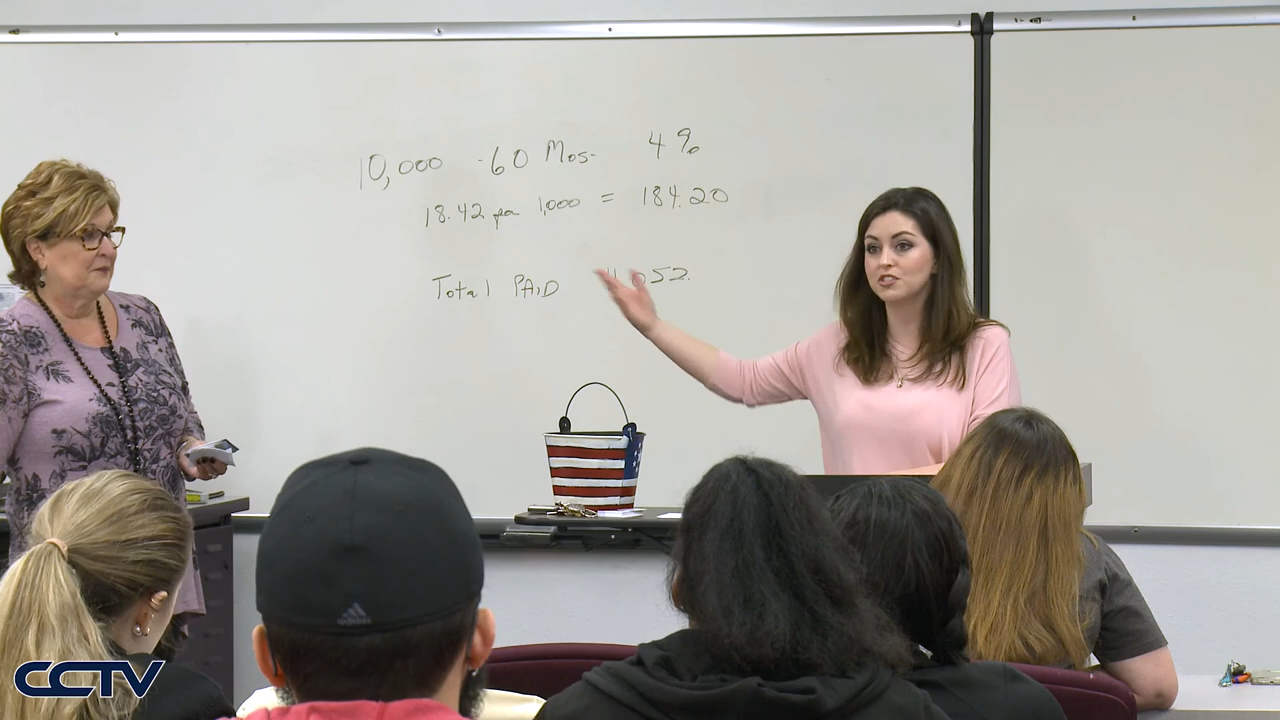 10,000 -60 Mos- 4%
18.42 per 1,000 = 184.20
Total PAiD 052.
CCTV